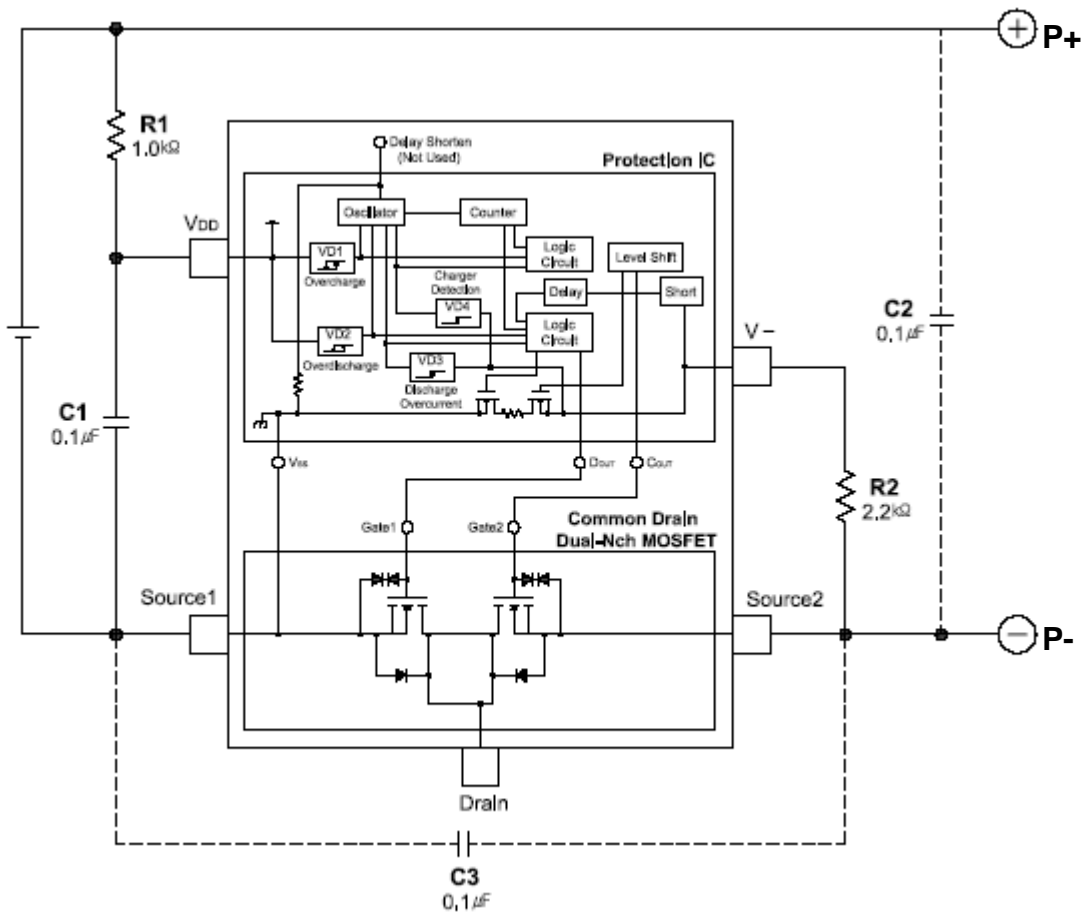 P+
R1
1.0kΩ
Delay Shorten
(Not Used)
Protection IC
VDD
Oscillator
Counter
Logic
Circuit
Level Shift
VD1
Overcharge
Charger
Detection
Delay
Short
VD4
C2
0.1μF
Logic
Circuit
VD2
Overdischarge
V-
VD3
Discharge
Overcurrent
C1
0.1μF
VSS
DOUT
COUT
R2
2.2kΩ
Gate1
Gate2
Common Drain
Dual-Nch MOSFET
Source1
Source2
P-
Drain
C3
0.1μF